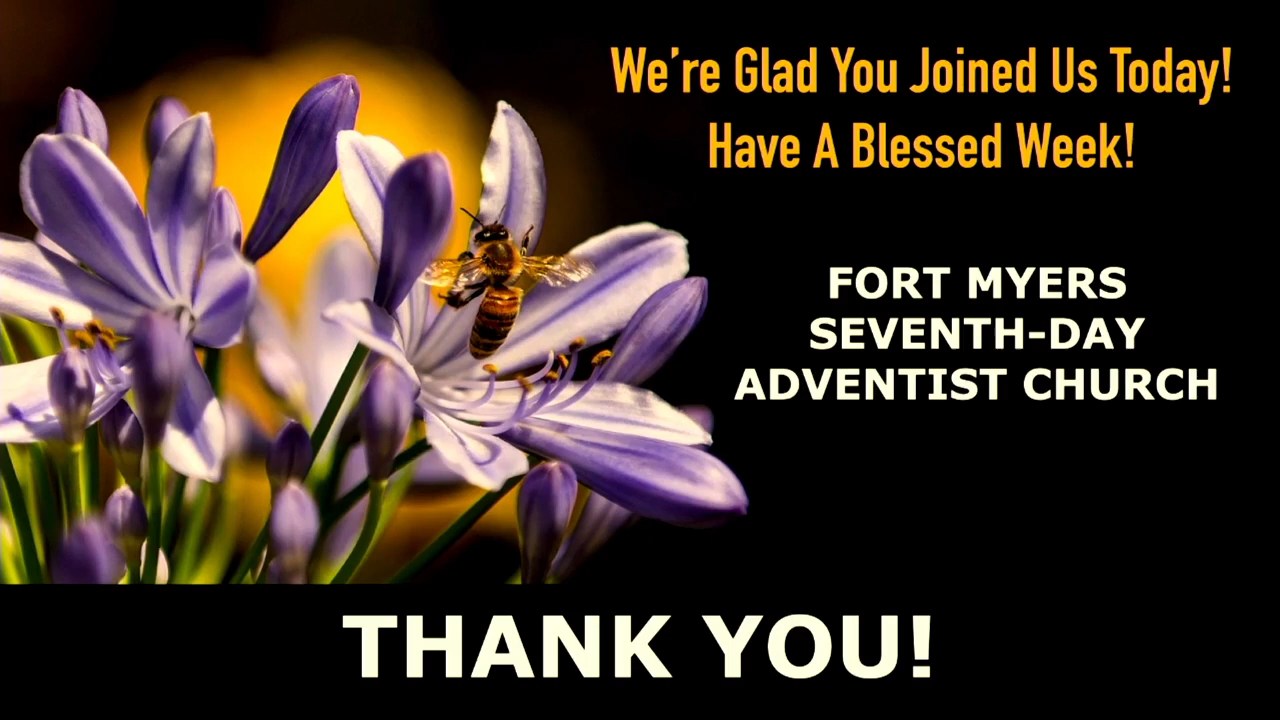 We're Glad You Joined Us Today!
Have A Blessed Week!
FORT MYERS
SEVENTH-DAY
ADVENTIST CHURCH
THANK YOU!